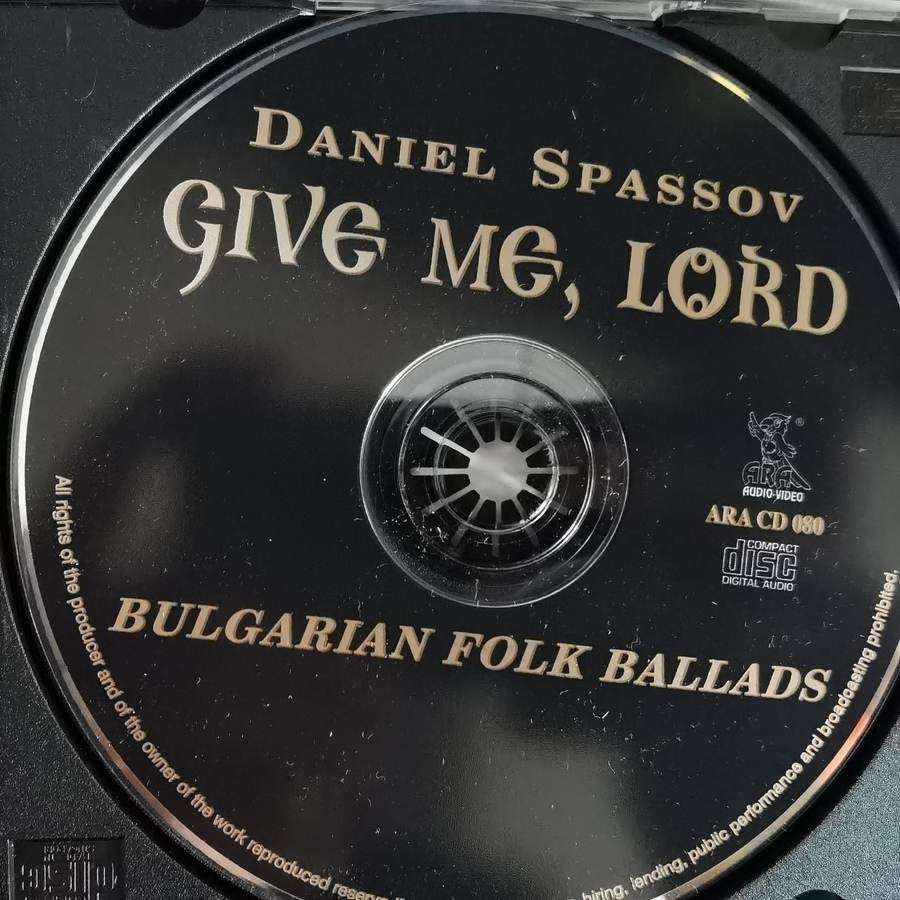 DANIEL SPASSOV
GIVE ME, LORD
®
ARA
AUDIO-VIDEO
ARA CD 080
COMPACT
disc
DIGITAL AUDIO
BULGARIAN FOLK BALLADS
All rights of the producer and of the owner of the work reproduced
hiring, lending, public performance and broadcasting prohibited.